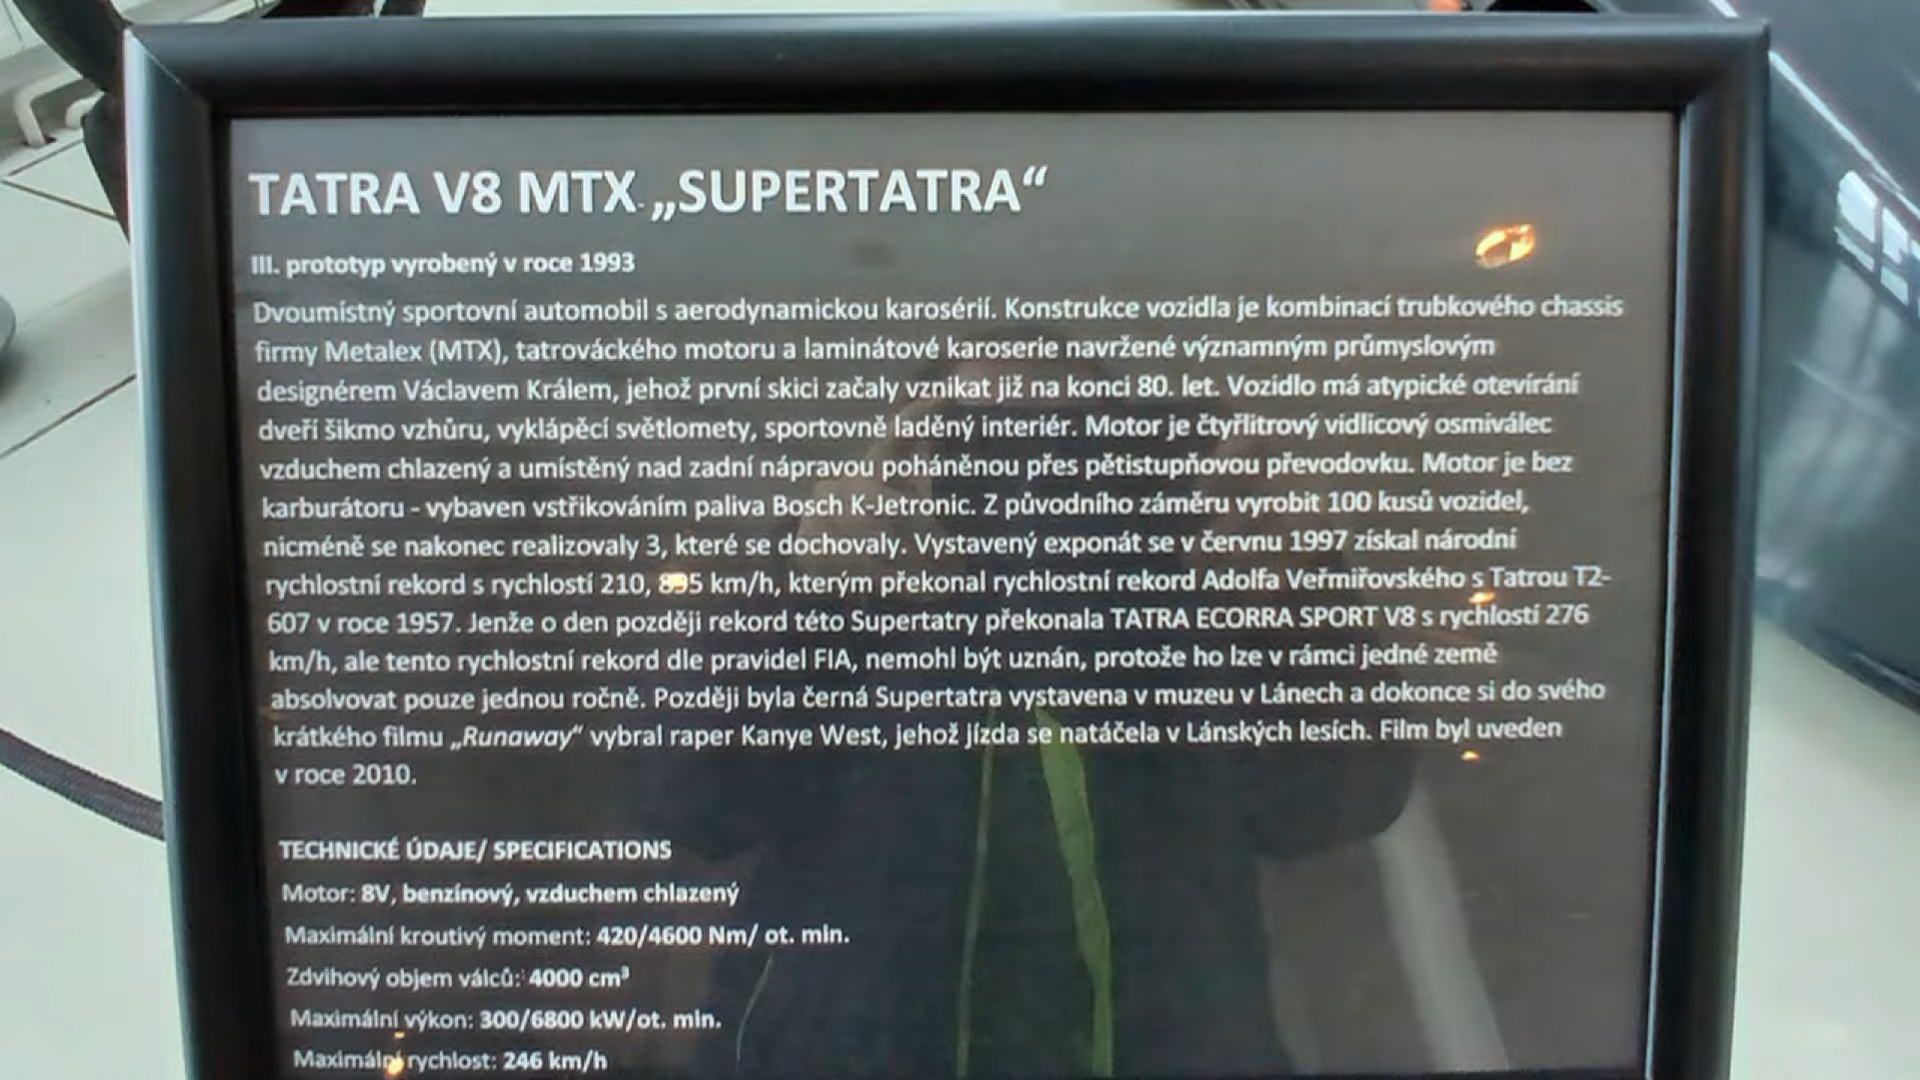 TATRA V8 MTX „SUPERTATRA“
III. prototyp vyrobený v roce 1993
Dvoumístný sportovní automobil s aerodynamickou karosérií. Konstrukce vozidla je kombinací trubkového chassis
firmy Metalex (MTX), tatrováckého motoru a laminátové karoserie navržené významným průmyslovým
designérem Václavem Králem, jehož první skici začaly vznikat již na konci 80. let. Vozidlo má atypické otevírání
dveří šikmo vzhůru, vyklápěcí světlomety, sportovně laděný interiér. Motor je čtyřlitrový vidlicový osmiválec
vzduchem chlazený a umístěný nad zadní nápravou poháněnou přes pětistupňovou převodovku. Motor je bez
karburátoru - vybaven vstřikováním paliva Bosch K-Jetronic. Z původního záměru vyrobit 100 kusů vozidel,
nicméně se nakonec realizovaly 3, které se dochovaly. Vystavený exponát se v červnu 1997 získal národní
rychlostní rekord s rychlostí 210, 895 km/h, kterým překonal rychlostní rekord Adolfa Veřmiřovského s Tatrou T2-
607 v roce 1957. Jenže o den později rekord této Supertatry překonala TATRA ECORRA SPORT V8 s rychlostí 276
km/h, ale tento rychlostní rekord dle pravidel FIA, nemohl být uznán, protože ho lze v rámci jedné země
absolvovat pouze jednou ročně. Později byla černá Supertatra vystavena v muzeu v Lánech a dokonce si do svého
krátkého filmu „Runaway“ vybral raper Kanye West, jehož jízda se natáčela v Lánských lesích. Film byl uveden
v roce 2010.
TECHNICKÉ ÚDAJE/ SPECIFICATIONS
Motor: 8V, benzínový, vzduchem chlazený
Maximální kroutivý moment: 420/4600 Nm/ ot. min.
Zdvihový objem válců: 4000 cm³
Maximální výkon: 300/6800 kW/ot. min.
Maximální rychlost: 246 km/h